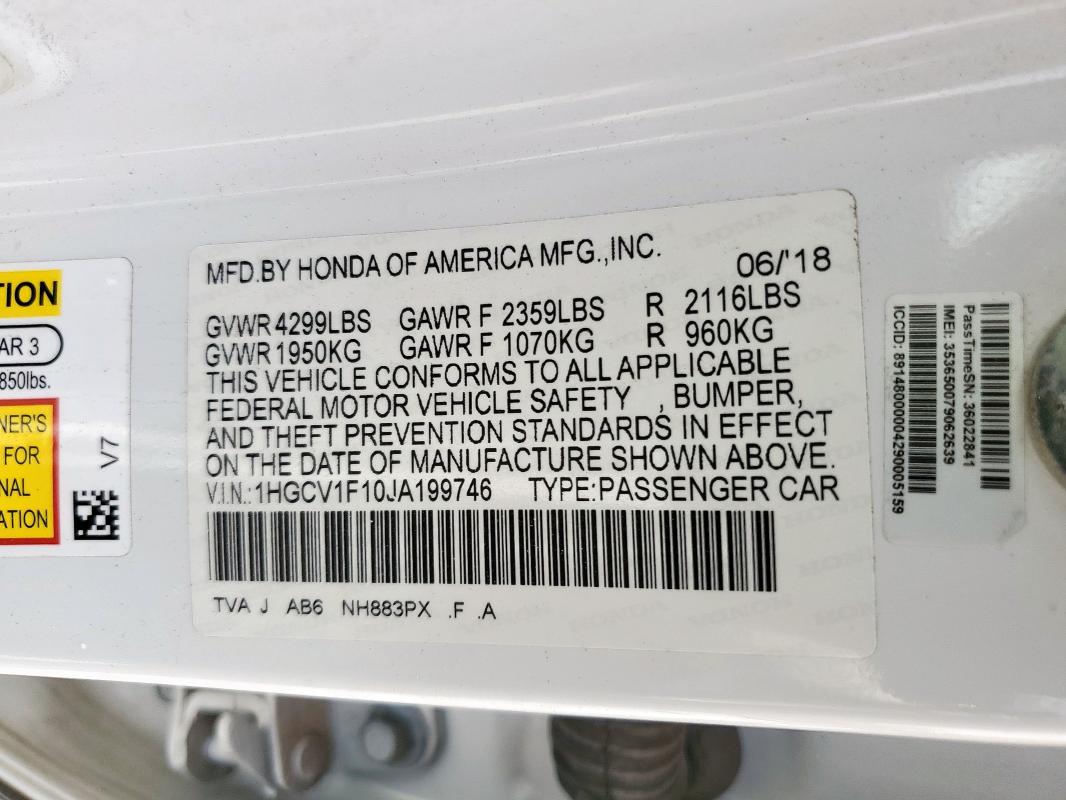 TION
AR 3
850lbs.
NER'S
FOR
NAL
ATION
V7
MFD.BY HONDA OF AMERICA MFG.,INC. 06/'18
GVWR 4299LBS GAWR F 2359LBS R 2116LBS
GVWR 1950KG GAWR F 1070KG R 960KG
THIS VEHICLE CONFORMS TO ALL APPLICABLE
FEDERAL MOTOR VEHICLE SAFETY , BUMPER,
AND THEFT PREVENTION STANDARDS IN EFFECT
ON THE DATE OF MANUFACTURE SHOWN ABOVE.
V.I.N.:1HGCV1F10JA199746 TYPE:PASSENGER CAR
TVA J AB6 NH883PX .F .A
PassTimeSN: 36022841
IMEI: 353650079062639
ICCID: 89148000004290005159